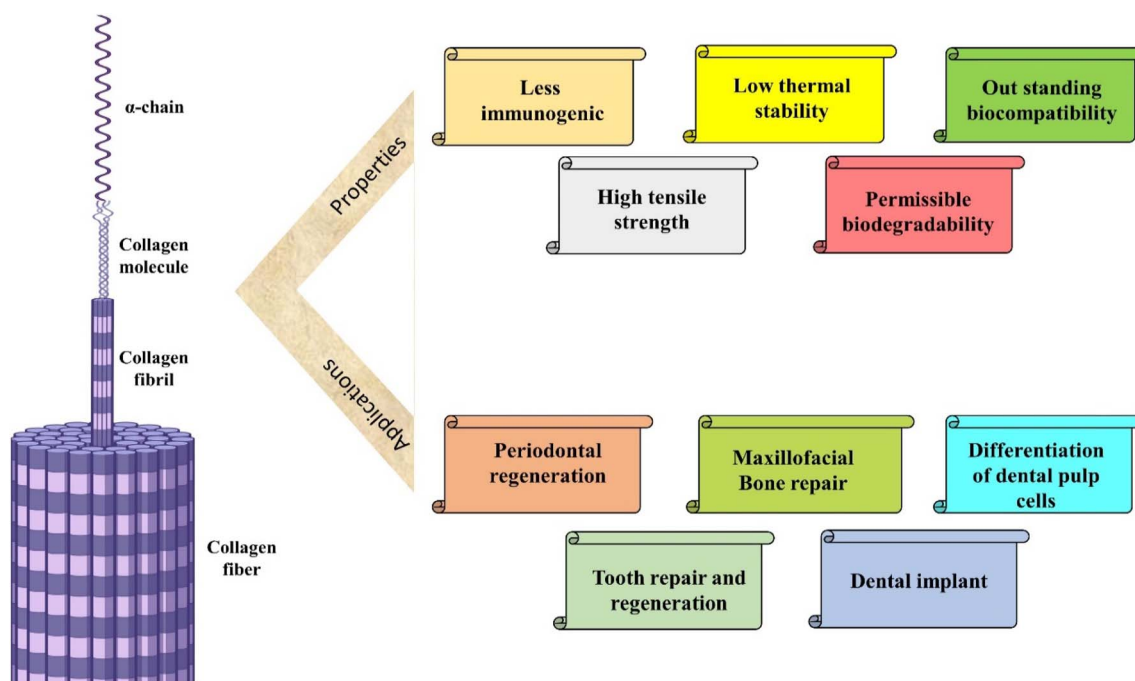 α-chain
Collagen
molecule
Collagen
fibril
Collagen
fiber
Properties
Less
immunogenic
Low thermal
stability
Out standing
biocompatibility
High tensile
strength
Permissible
biodegradability
Applications
Periodontal
regeneration
Maxillofacial
Bone repair
Differentiation
of dental pulp
cells
Tooth repair and
regeneration
Dental implant